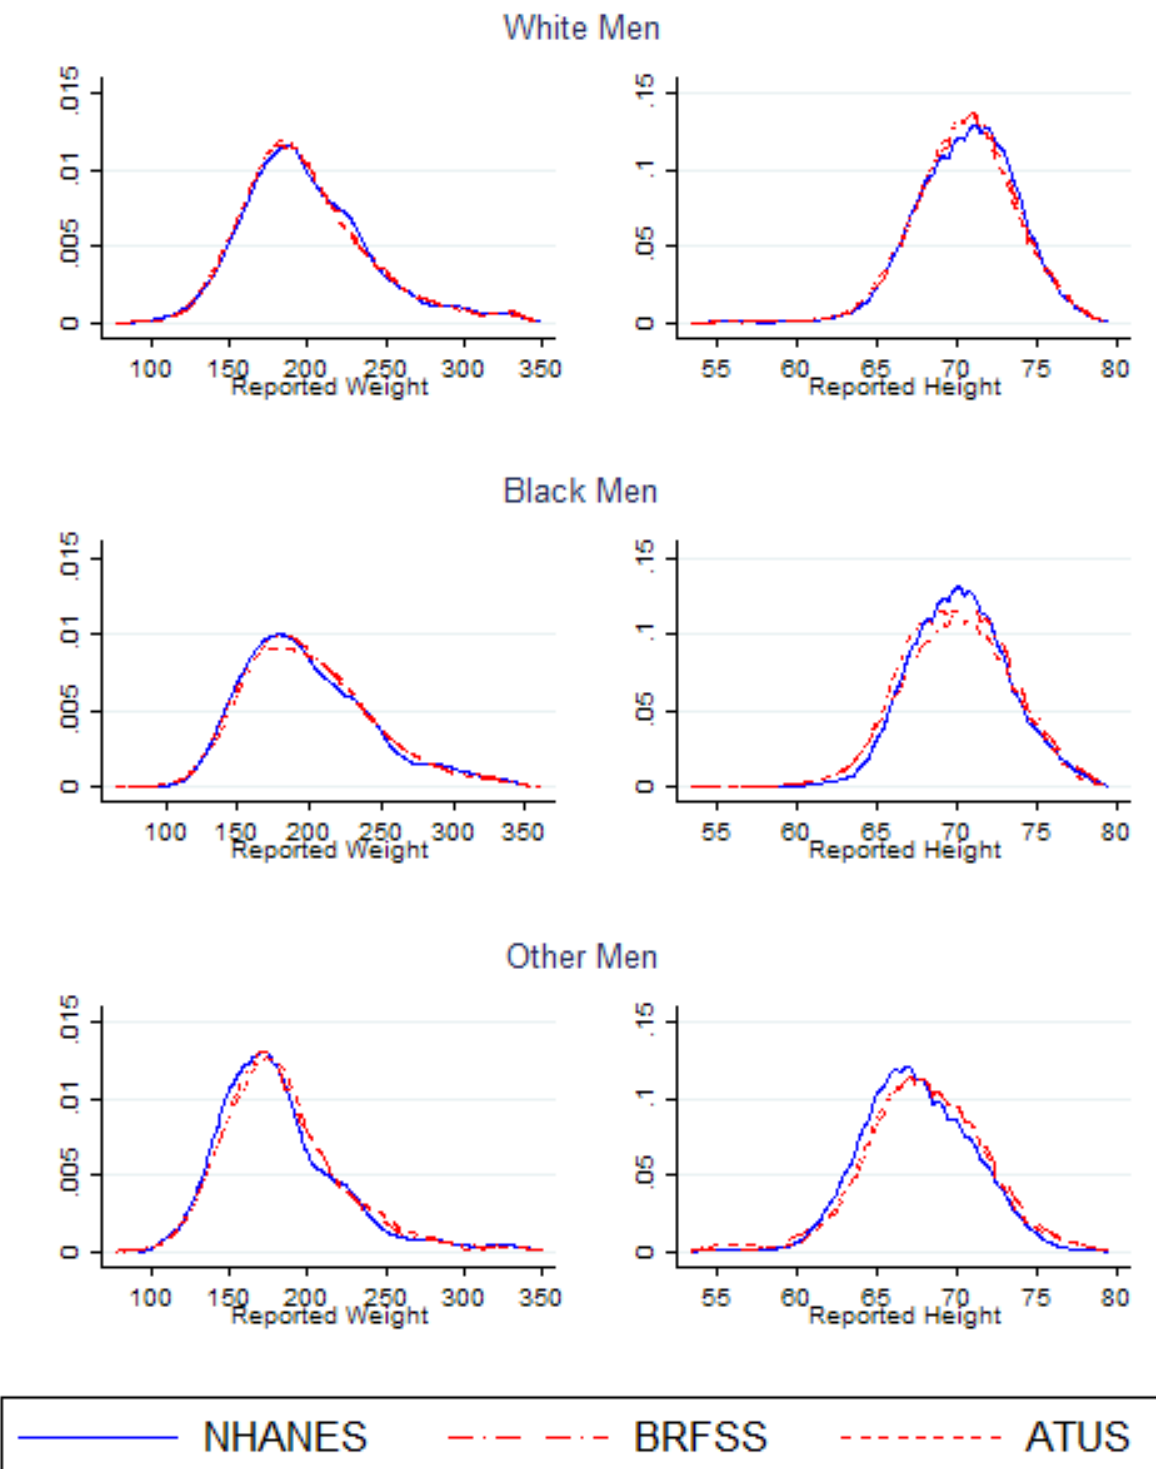 White Men
.015
.01
.005
0
100 150 200 250 300 350
Reported Weight
.15
.1
.05
0
55 60 65 70 75 80
Reported Height
Black Men
.015
.01
.005
0
100 150 200 250 300 350
Reported Weight
.15
.1
.05
0
55 60 65 70 75 80
Reported Height
Other Men
.015
.01
.005
0
100 150 200 250 300 350
Reported Weight
.15
.1
.05
0
55 60 65 70 75 80
Reported Height
NHANES BRFSS ATUS